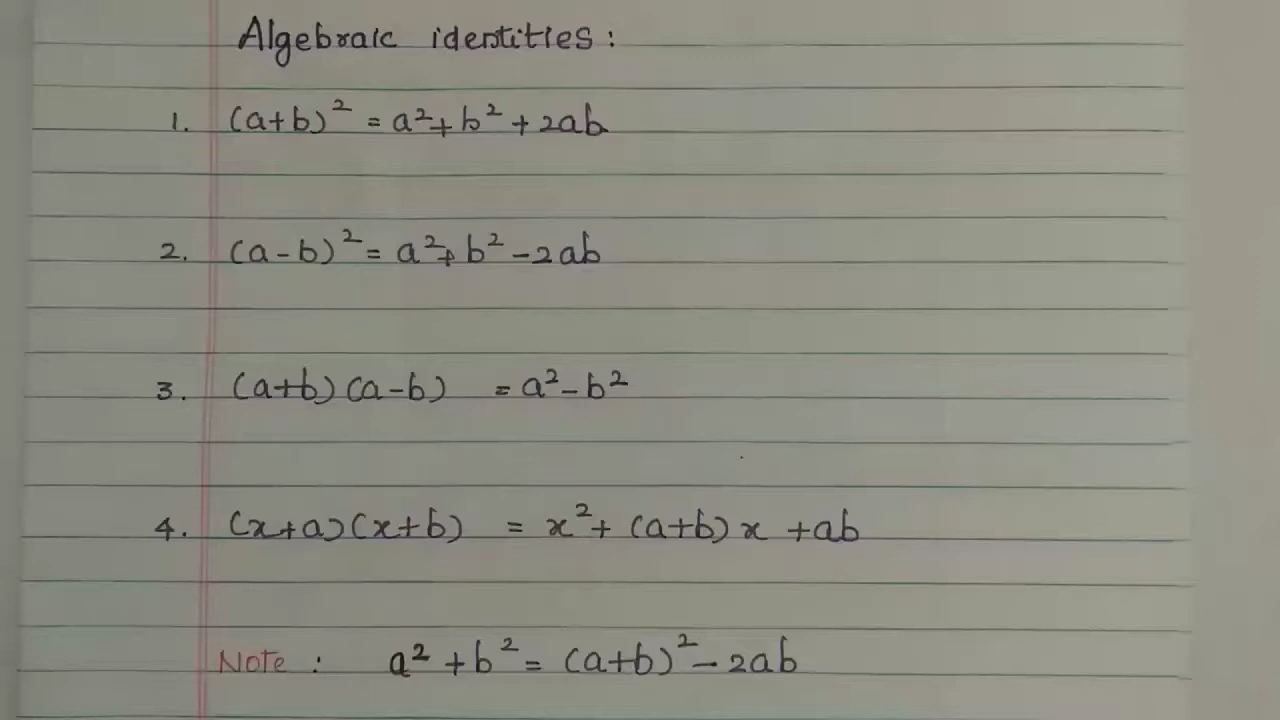 Algebraic identities :
1. (a+b)² = a²+b²+2ab
2. (a-b)² = a²+b²-2ab
3. (a+b)(a-b) = a²-b²
4. (x+a)(x+b) = x²+(a+b)x+ab
Note : a²+b² = (a+b)²-2ab